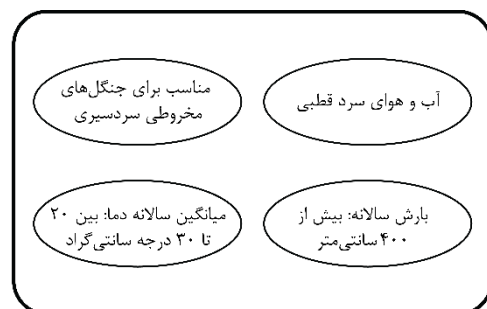 آب و هوای سرد قطبی
مناسب برای جنگل‌های
مخروطی سردسیری
بارش سالانه: بیش از
۴۰۰ سانتی‌متر
میانگین سالانه دما: بین ۲۰
تا ۳۰ درجه سانتی‌گراد